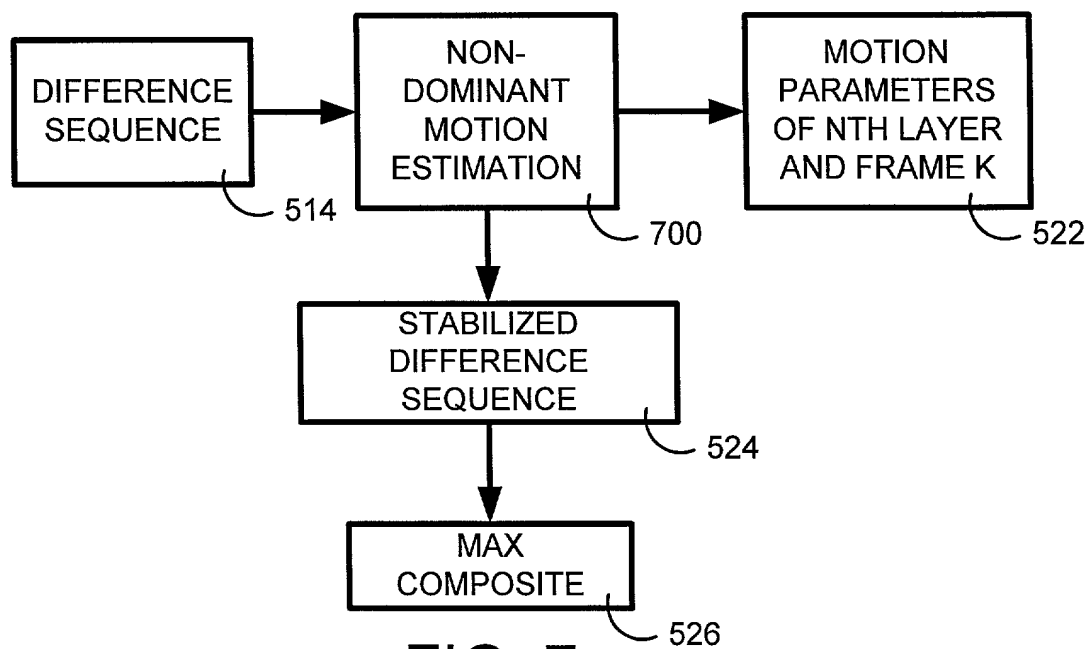 DIFFERENCE
SEQUENCE
514
NON-
DOMINANT
MOTION
ESTIMATION
700
MOTION
PARAMETERS
OF NTH LAYER
AND FRAME K
522
STABILIZED
DIFFERENCE
SEQUENCE
524
MAX
COMPOSITE
526